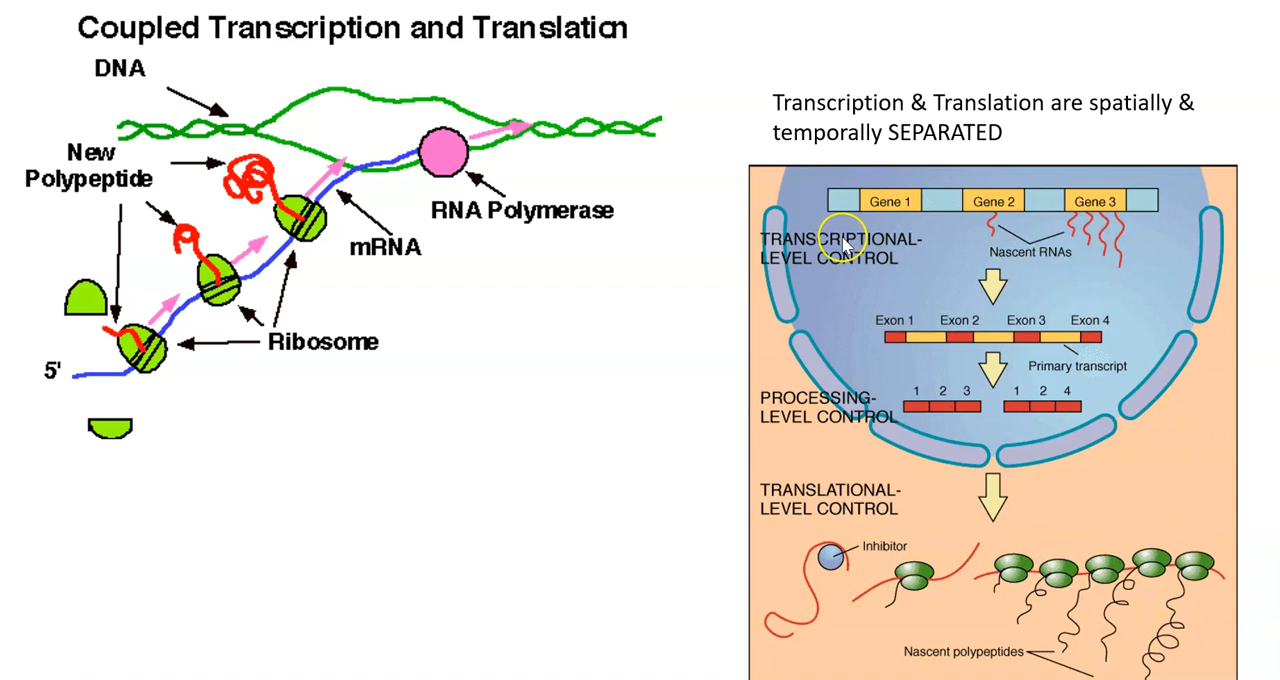 Coupled Transcription and Translation
DNA
New
Polypeptide
RNA Polymerase
mRNA
Ribosome
5'
Transcription & Translation are spatially &
temporally SEPARATED
Gene 1
Gene 2
Gene 3
TRANSCRIPTIONAL-
LEVEL CONTROL
Nascent RNAs
Exon 1
Exon 2
Exon 3
Exon 4
Primary transcript
PROCESSING-
LEVEL CONTROL
1 2 3
1 2 4
TRANSLATIONAL-
LEVEL CONTROL
Inhibitor
Nascent polypeptides